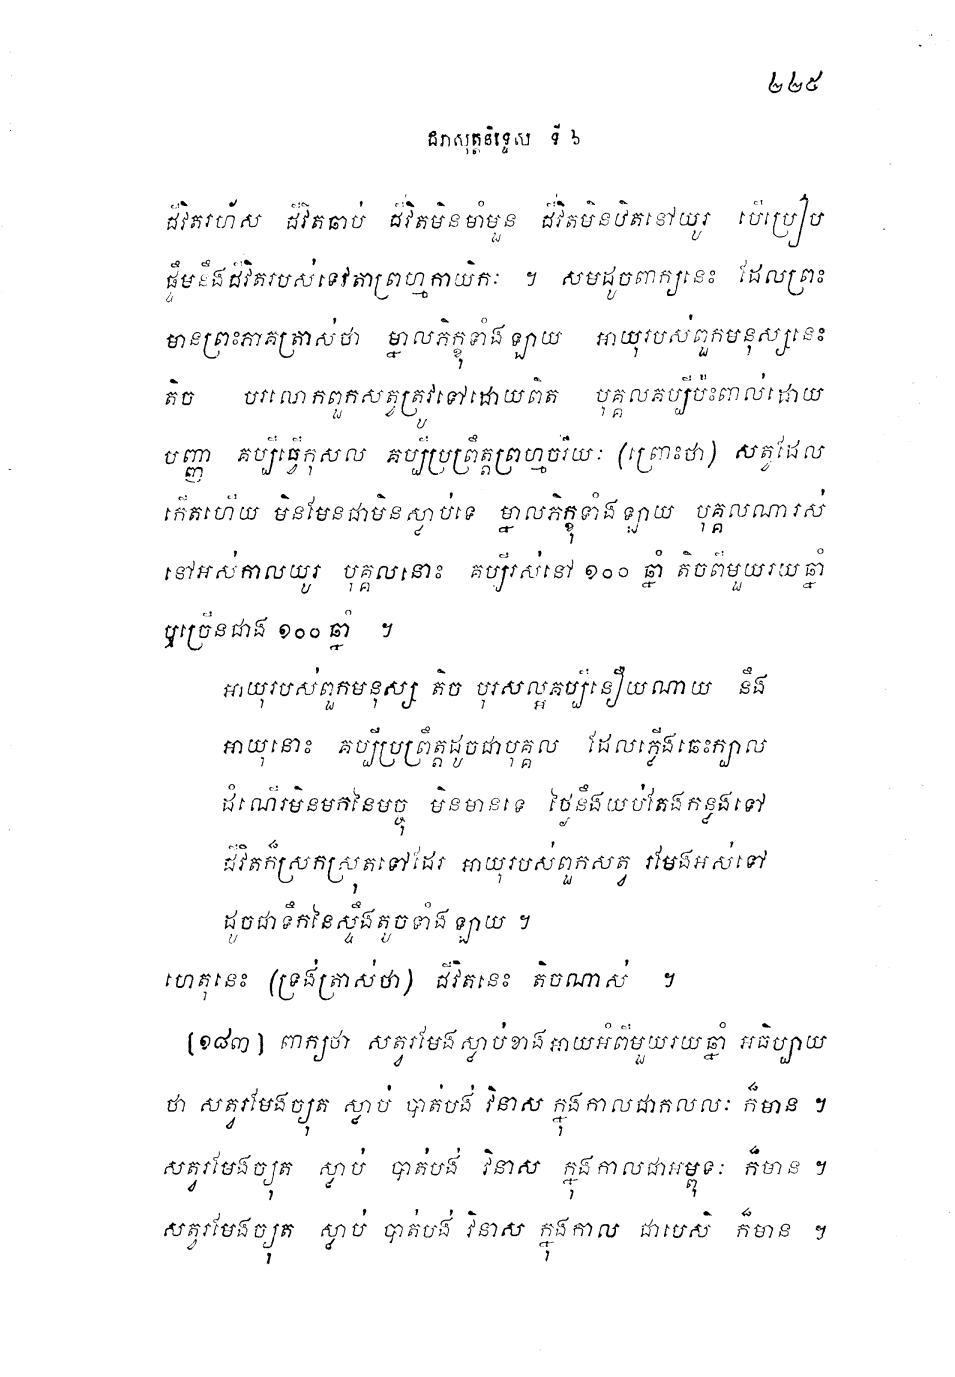 ២២៥
ជរាសុត្តនិទ្ទេស ទី ៦
ជីវិតរហ័ស ជីវិតឆាប់ ជីវិតមិនមាំមួន ជីវិតមិនឋិតនៅយូរ បើប្រៀប
ផ្ទឹមនឹងជីវិតរបស់ទេវតាព្រហ្មកាយិកៈ ។ សមដូចពាក្យនេះ ដែលព្រះ
មានព្រះភាគត្រាស់ថា ម្នាលភិក្ខុទាំងឡាយ អាយុរបស់ពួកមនុស្សនេះ
តិច បរលោកពួកសត្វត្រូវទៅដោយពិត បុគ្គលគប្បីប៉ះពាល់ដោយ
បញ្ញា គប្បីធ្វើកុសល គប្បីប្រព្រឹត្តព្រហ្មចរិយៈ (ព្រោះថា) សត្វដែល
កើតហើយ មិនមែនជាមិនស្លាប់ទេ ម្នាលភិក្ខុទាំងឡាយ បុគ្គលណារស់
នៅអស់កាលយូរ បុគ្គលនោះ គប្បីរស់នៅ ១០០ ឆ្នាំ តិចពីមួយរយឆ្នាំ
ឬច្រើនជាង ១០០ ឆ្នាំ ។
អាយុរបស់ពួកមនុស្ស តិច បុរសល្អគប្បីនឿយណាយ នឹង
អាយុនោះ គប្បីប្រព្រឹត្តដូចជាបុគ្គល ដែលភ្លើងឆេះក្បាល
ដំណើរមិនមកនៃមច្ចុ មិនមានទេ ថ្ងៃនឹងយប់តែងកន្លងទៅ
ជីវិតក៏ស្រកស្រុតទៅដែរ អាយុរបស់ពួកសត្វ រមែងអស់ទៅ
ដូចជាទឹកនៃស្ទឹងតូចទាំងឡាយ ។
ហេតុនេះ (ទ្រង់ត្រាស់ថា) ជីវិតនេះ តិចណាស់ ។
[១៨៣] ពាក្យថា សត្វរមែងស្លាប់ខាងអាយអំពីមួយរយឆ្នាំ អធិប្បាយ
ថា សត្វរមែងច្យុត ស្លាប់ បាត់បង់ វិនាស ក្នុងកាលជាកលលៈ ក៏មាន ។
សត្វរមែងច្យុត ស្លាប់ បាត់បង់ វិនាស ក្នុងកាលជាអម្ពុទៈ ក៏មាន ។
សត្វរមែងច្យុត ស្លាប់ បាត់បង់ វិនាស ក្នុងកាល ជាបេសិ ក៏មាន ។